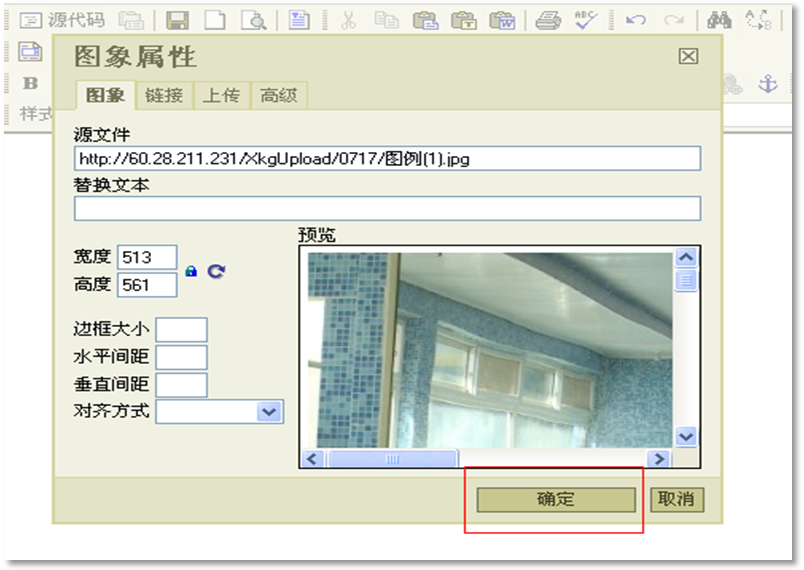 源代码
ABC
B
样式
图象属性
图象 链接 上传 高级
源文件
http://60.28.211.231/XkgUpload/0717/图例(1).jpg
替换文本
宽度 513
高度 561
预览
边框大小
水平间距
垂直间距
对齐方式
确定 取消